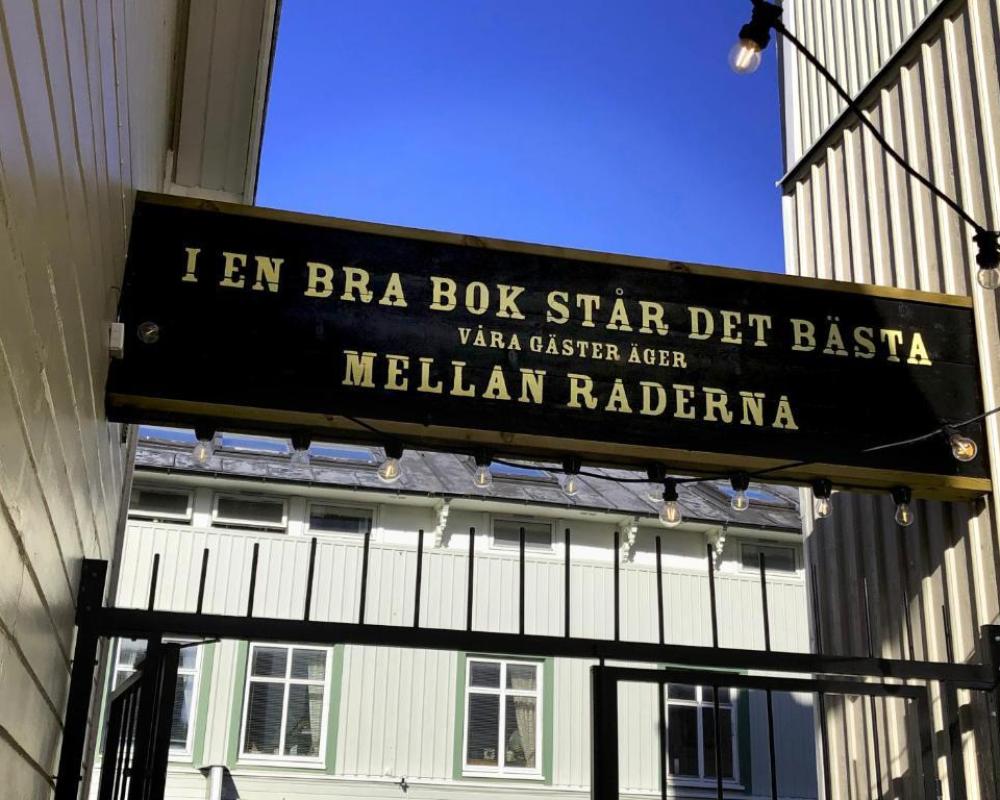 I EN BRA BOK STÅR DET BÄSTA
VÅRA GÄSTER ÄGER
MELLAN RADERNA